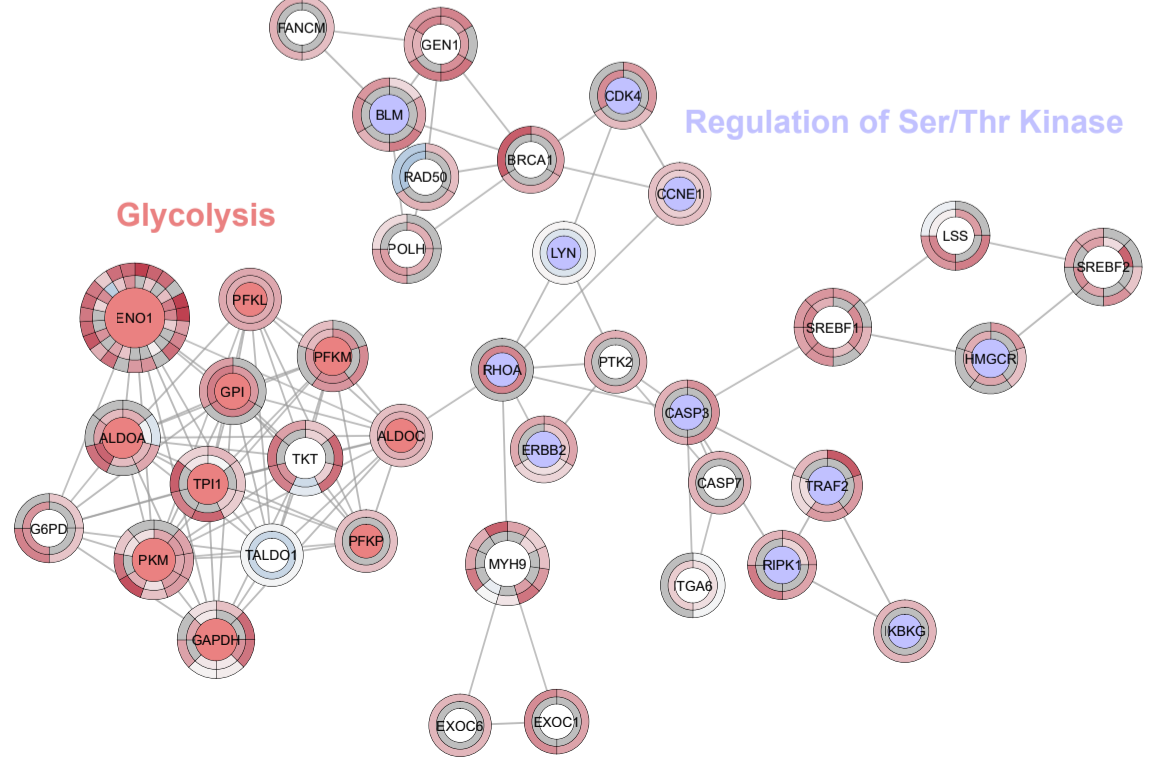 FANCM
GEN1
BLM
CDK4
Regulation of Ser/Thr Kinase
BRCA1
RAD50
CCNE1
Glycolysis
POLH
LYN
LSS
SREBF2
PFKL
ENO1
SREBF1
PFKM
HMGCR
PTK2
RHOA
GPI
CASP3
ALDOA
ALDOC
ERBB2
TKT
TPI1
CASP7
TRAF2
G6PD
PFKP
TALDO1
PKM
MYH9
RIPK1
ITGA6
IKBKG
GAPDH
EXOC6
EXOC1